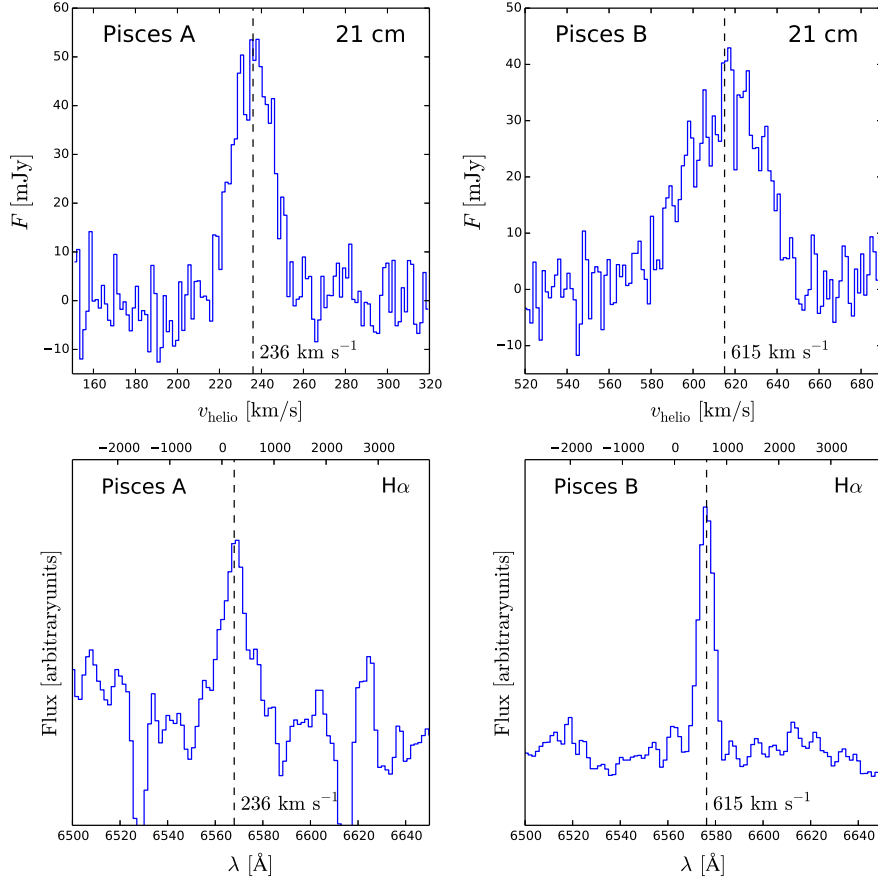 Pisces A
21 cm
60
50
40
30
20
10
0
−10
F [mJy]
236 km s⁻¹
160 180 200 220 240 260 280 300 320
v_helio [km/s]
Pisces B
21 cm
50
40
30
20
10
0
−10
F [mJy]
615 km s⁻¹
520 540 560 580 600 620 640 660 680
v_helio [km/s]
−2000 −1000 0 1000 2000 3000
Pisces A
Hα
Flux [arbitraryunits]
236 km s⁻¹
6500 6520 6540 6560 6580 6600 6620 6640
λ [Å]
−2000 −1000 0 1000 2000 3000
Pisces B
Hα
Flux [arbitraryunits]
615 km s⁻¹
6500 6520 6540 6560 6580 6600 6620 6640
λ [Å]